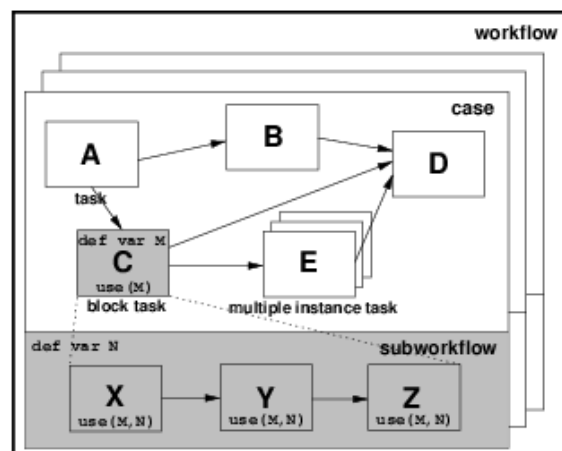 workflow
case
A
B
D
task
def var M
C
use(M)
block task
E
multiple instance task
def var N
subworkflow
X
use(M,N)
Y
use(M,N)
Z
use(M, N)